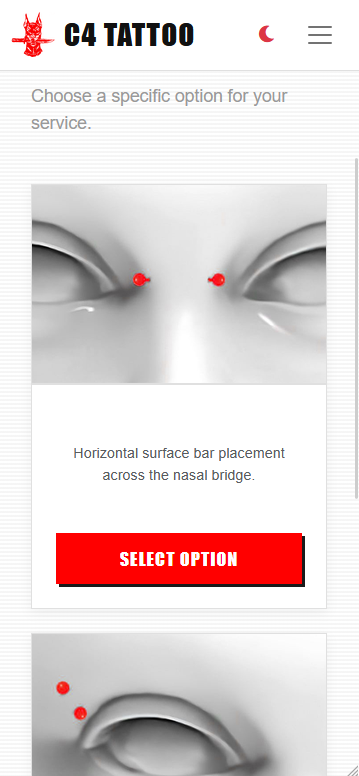 C4 TATTOO
Choose a specific option for your
service.
Horizontal surface bar placement
across the nasal bridge.
SELECT OPTION